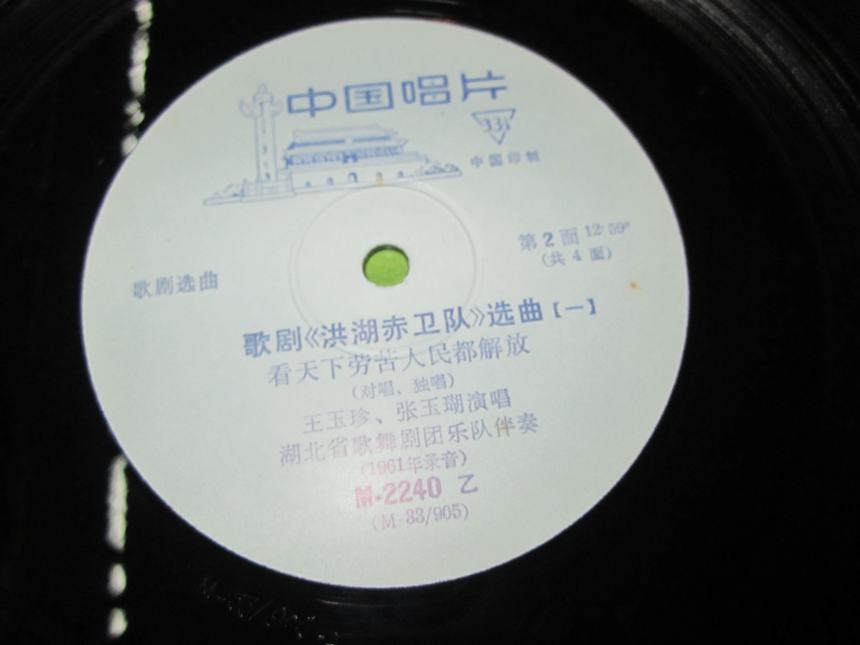 中国唱片
33⅓
中国印制
歌剧选曲
第2面 12′59″
(共4面)
歌剧《洪湖赤卫队》选曲【一】
看天下劳苦人民都解放
(对唱、独唱)
王玉珍、张玉瑚演唱
湖北省歌舞剧团乐队伴奏
(1961年录音)
M-2240 乙
(M-33/905)